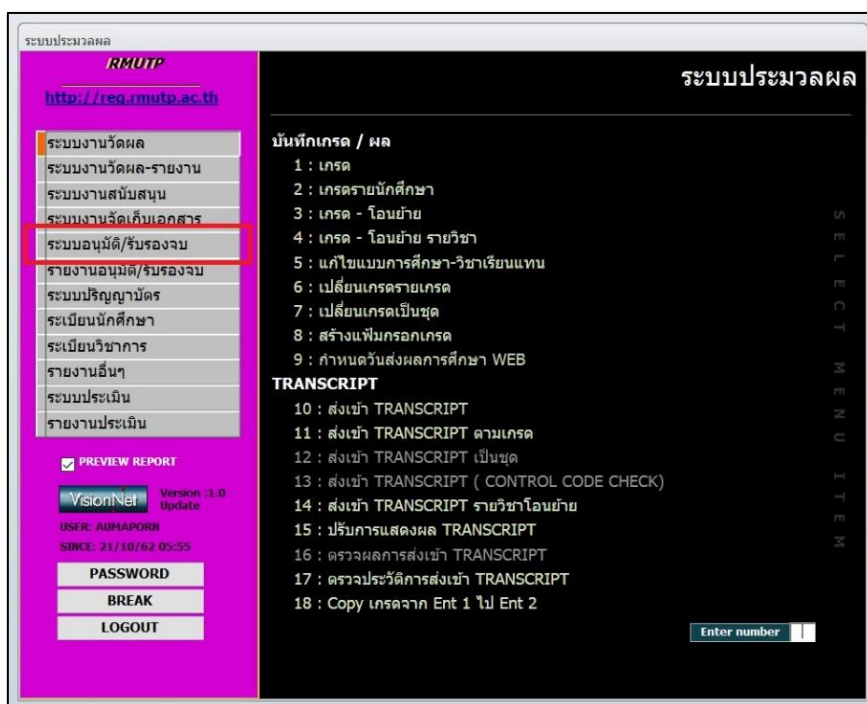 ระบบประมวลผล
RMUTP
http://reg.rmutp.ac.th
ระบบงานวัดผล
ระบบงานวัดผล-รายงาน
ระบบงานสนับสนุน
ระบบงานจัดเก็บเอกสาร
ระบบอนุมัติ/รับรองจบ
รายงานอนุมัติ/รับรองจบ
ระบบปริญญาบัตร
ระเบียนนักศึกษา
ระเบียนวิชาการ
รายงานอื่นๆ
ระบบประเมิน
รายงานประเมิน
PREVIEW REPORT
VisionNet
Version :1.0
Update
USER: AUMAPORN
SINCE: 21/10/62 05:55
PASSWORD
BREAK
LOGOUT
ระบบประมวลผล
บันทึกเกรด / ผล
1 : เกรด
2 : เกรดรายนักศึกษา
3 : เกรด - โอนย้าย
4 : เกรด - โอนย้าย รายวิชา
5 : แก้ไขแบบการศึกษา-วิชาเรียนแทน
6 : เปลี่ยนเกรดรายเกรด
7 : เปลี่ยนเกรดเป็นชุด
8 : สร้างแฟ้มกรอกเกรด
9 : กำหนดวันส่งผลการศึกษา WEB
TRANSCRIPT
10 : ส่งเข้า TRANSCRIPT
11 : ส่งเข้า TRANSCRIPT ตามเกรด
12 : ส่งเข้า TRANSCRIPT เป็นชุด
13 : ส่งเข้า TRANSCRIPT ( CONTROL CODE CHECK)
14 : ส่งเข้า TRANSCRIPT รายวิชาโอนย้าย
15 : ปรับการแสดงผล TRANSCRIPT
16 : ตรวจผลการส่งเข้า TRANSCRIPT
17 : ตรวจประวัติการส่งเข้า TRANSCRIPT
18 : Copy เกรดจาก Ent 1 ไป Ent 2
Enter number
SELECT MENU ITEM